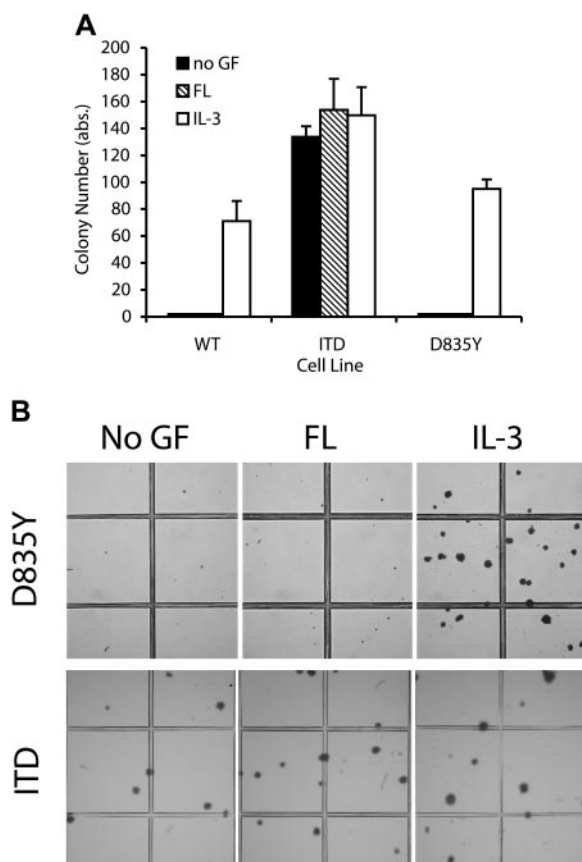 A
Colony Number (abs.)
200
180
160
140
120
100
80
60
40
20
0
no GF
FL
IL-3
WT
ITD
D835Y
Cell Line
B
No GF
FL
IL-3
D835Y
ITD